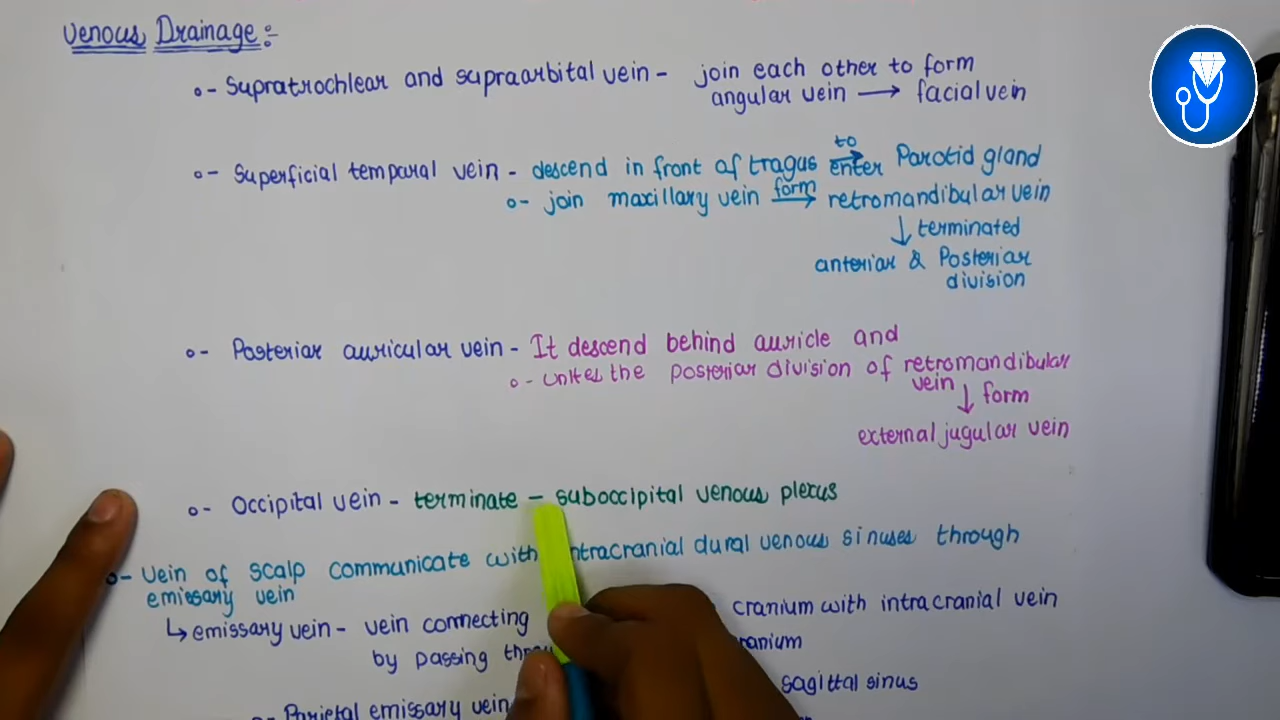 Venous Drainage:-
o- Supratrochlear and supraorbital vein - join each other to form
angular vein → facial vein
o- Superficial temporal vein - descend in front of tragus to enter Parotid gland
o- join maxillary vein form retromandibular vein
↓ terminated
anterior & Posterior
division
o- Posterior auricular vein - It descend behind auricle and
o- unites the posterior division of retromandibular
vein ↓ form
external jugular vein
o- Occipital vein - terminate - suboccipital venous plexus
o- Vein of scalp communicate with intracranial dural venous sinuses through
emissary vein
↳ emissary vein - vein connecting cranium with intracranial vein
by passing
sagittal sinus
o- Parietal emissary vein